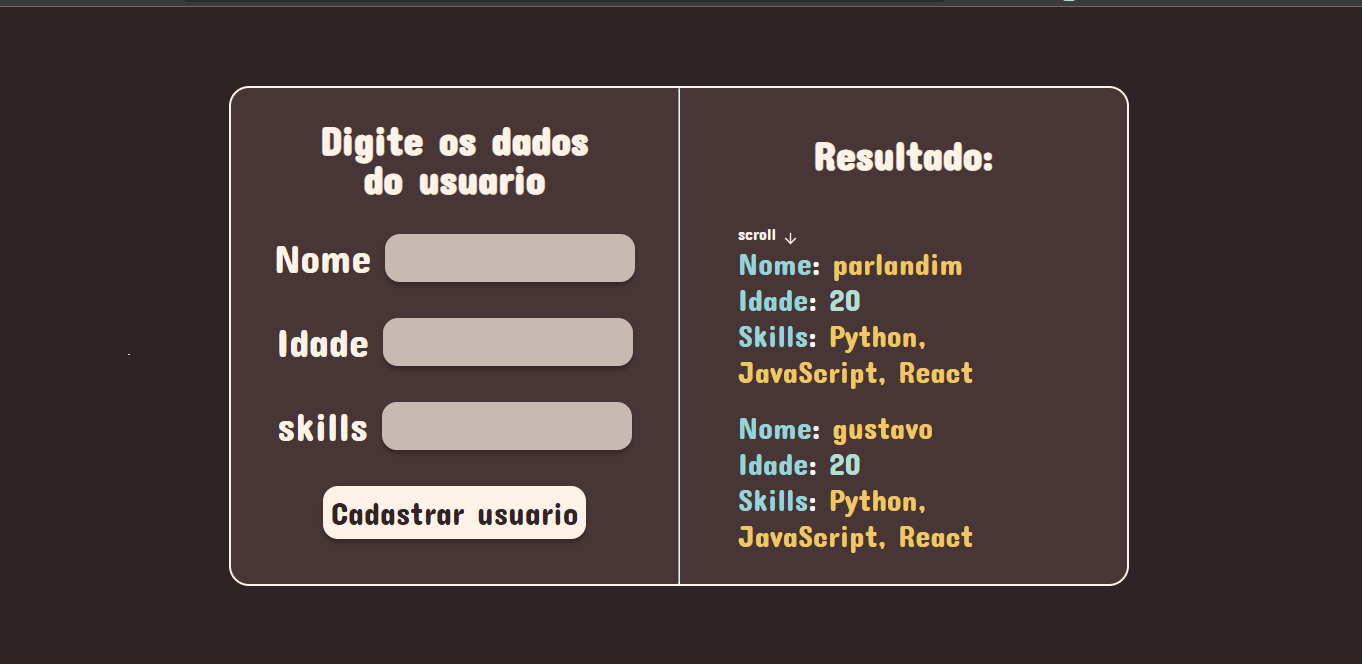 Digite os dados
do usuario
Nome
Idade
skills
Cadastrar usuario
Resultado:
scroll ↓
Nome: parlandim
Idade: 20
Skills: Python,
JavaScript, React
Nome: gustavo
Idade: 20
Skills: Python,
JavaScript, React